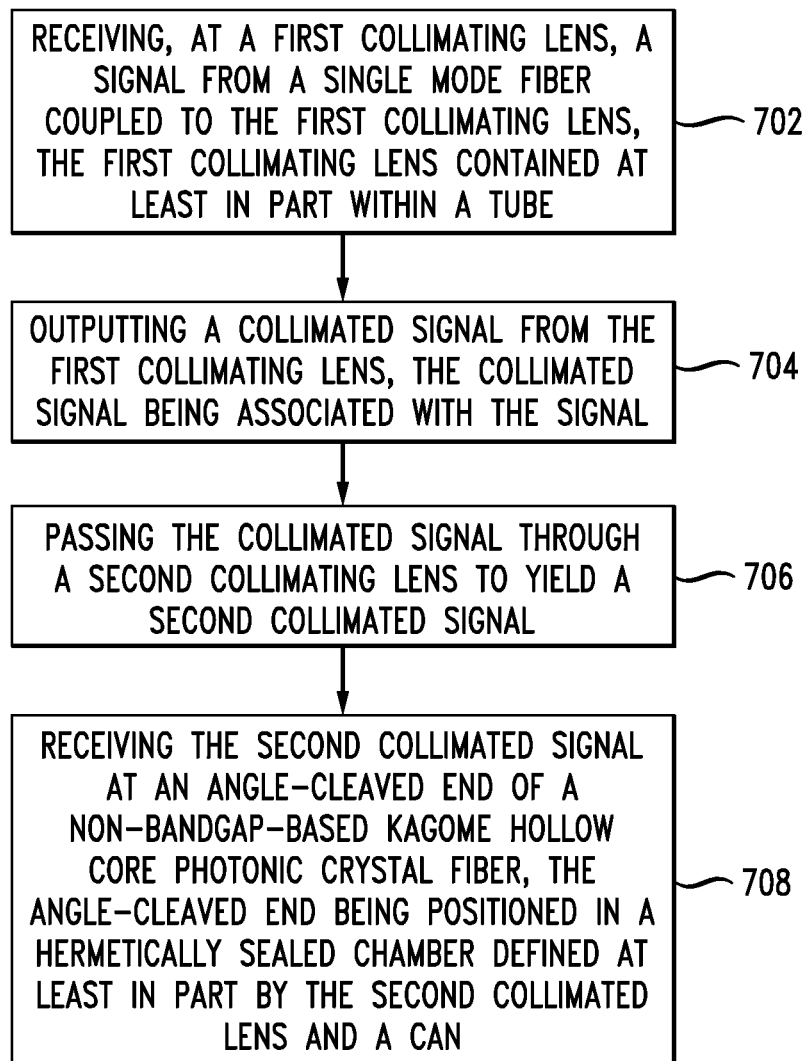 RECEIVING, AT A FIRST COLLIMATING LENS, A
SIGNAL FROM A SINGLE MODE FIBER
COUPLED TO THE FIRST COLLIMATING LENS,
THE FIRST COLLIMATING LENS CONTAINED AT
LEAST IN PART WITHIN A TUBE
702
OUTPUTTING A COLLIMATED SIGNAL FROM THE
FIRST COLLIMATING LENS, THE COLLIMATED
SIGNAL BEING ASSOCIATED WITH THE SIGNAL
704
PASSING THE COLLIMATED SIGNAL THROUGH
A SECOND COLLIMATING LENS TO YIELD A
SECOND COLLIMATED SIGNAL
706
RECEIVING THE SECOND COLLIMATED SIGNAL
AT AN ANGLE-CLEAVED END OF A
NON-BANDGAP-BASED KAGOME HOLLOW
CORE PHOTONIC CRYSTAL FIBER, THE
ANGLE-CLEAVED END BEING POSITIONED IN A
HERMETICALLY SEALED CHAMBER DEFINED AT
LEAST IN PART BY THE SECOND COLLIMATED
LENS AND A CAN
708